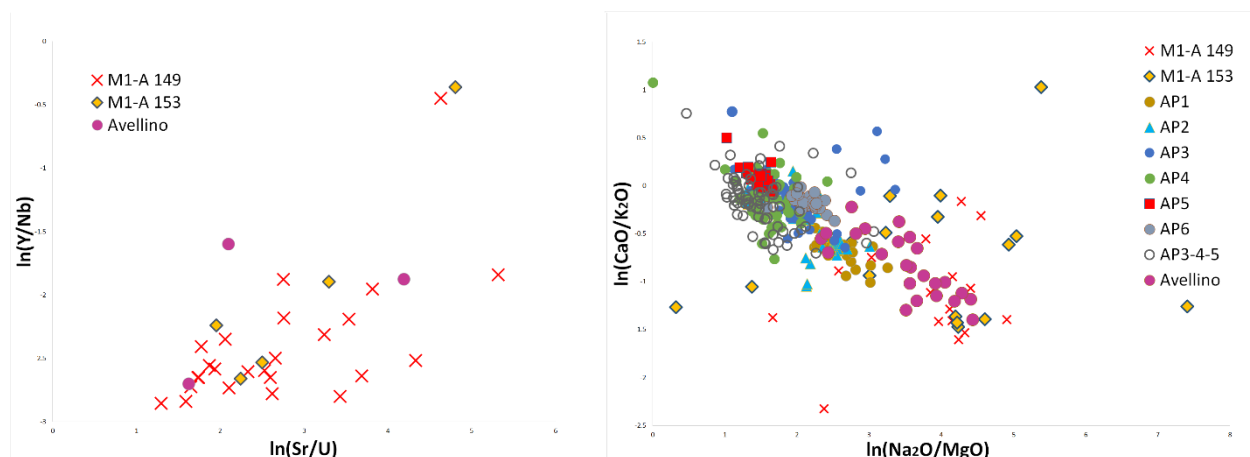 0
-0.5
-1
-1.5
-2
-2.5
-3
0
1
2
3
4
5
6
ln(Y/Nb)
ln(Sr/U)
M1-A 149
M1-A 153
Avellino
1.5
1
0.5
0
-0.5
-1
-1.5
-2
-2.5
0
1
2
3
4
5
6
7
8
ln(CaO/K₂O)
ln(Na₂O/MgO)
M1-A 149
M1-A 153
AP1
AP2
AP3
AP4
AP5
AP6
AP3-4-5
Avellino